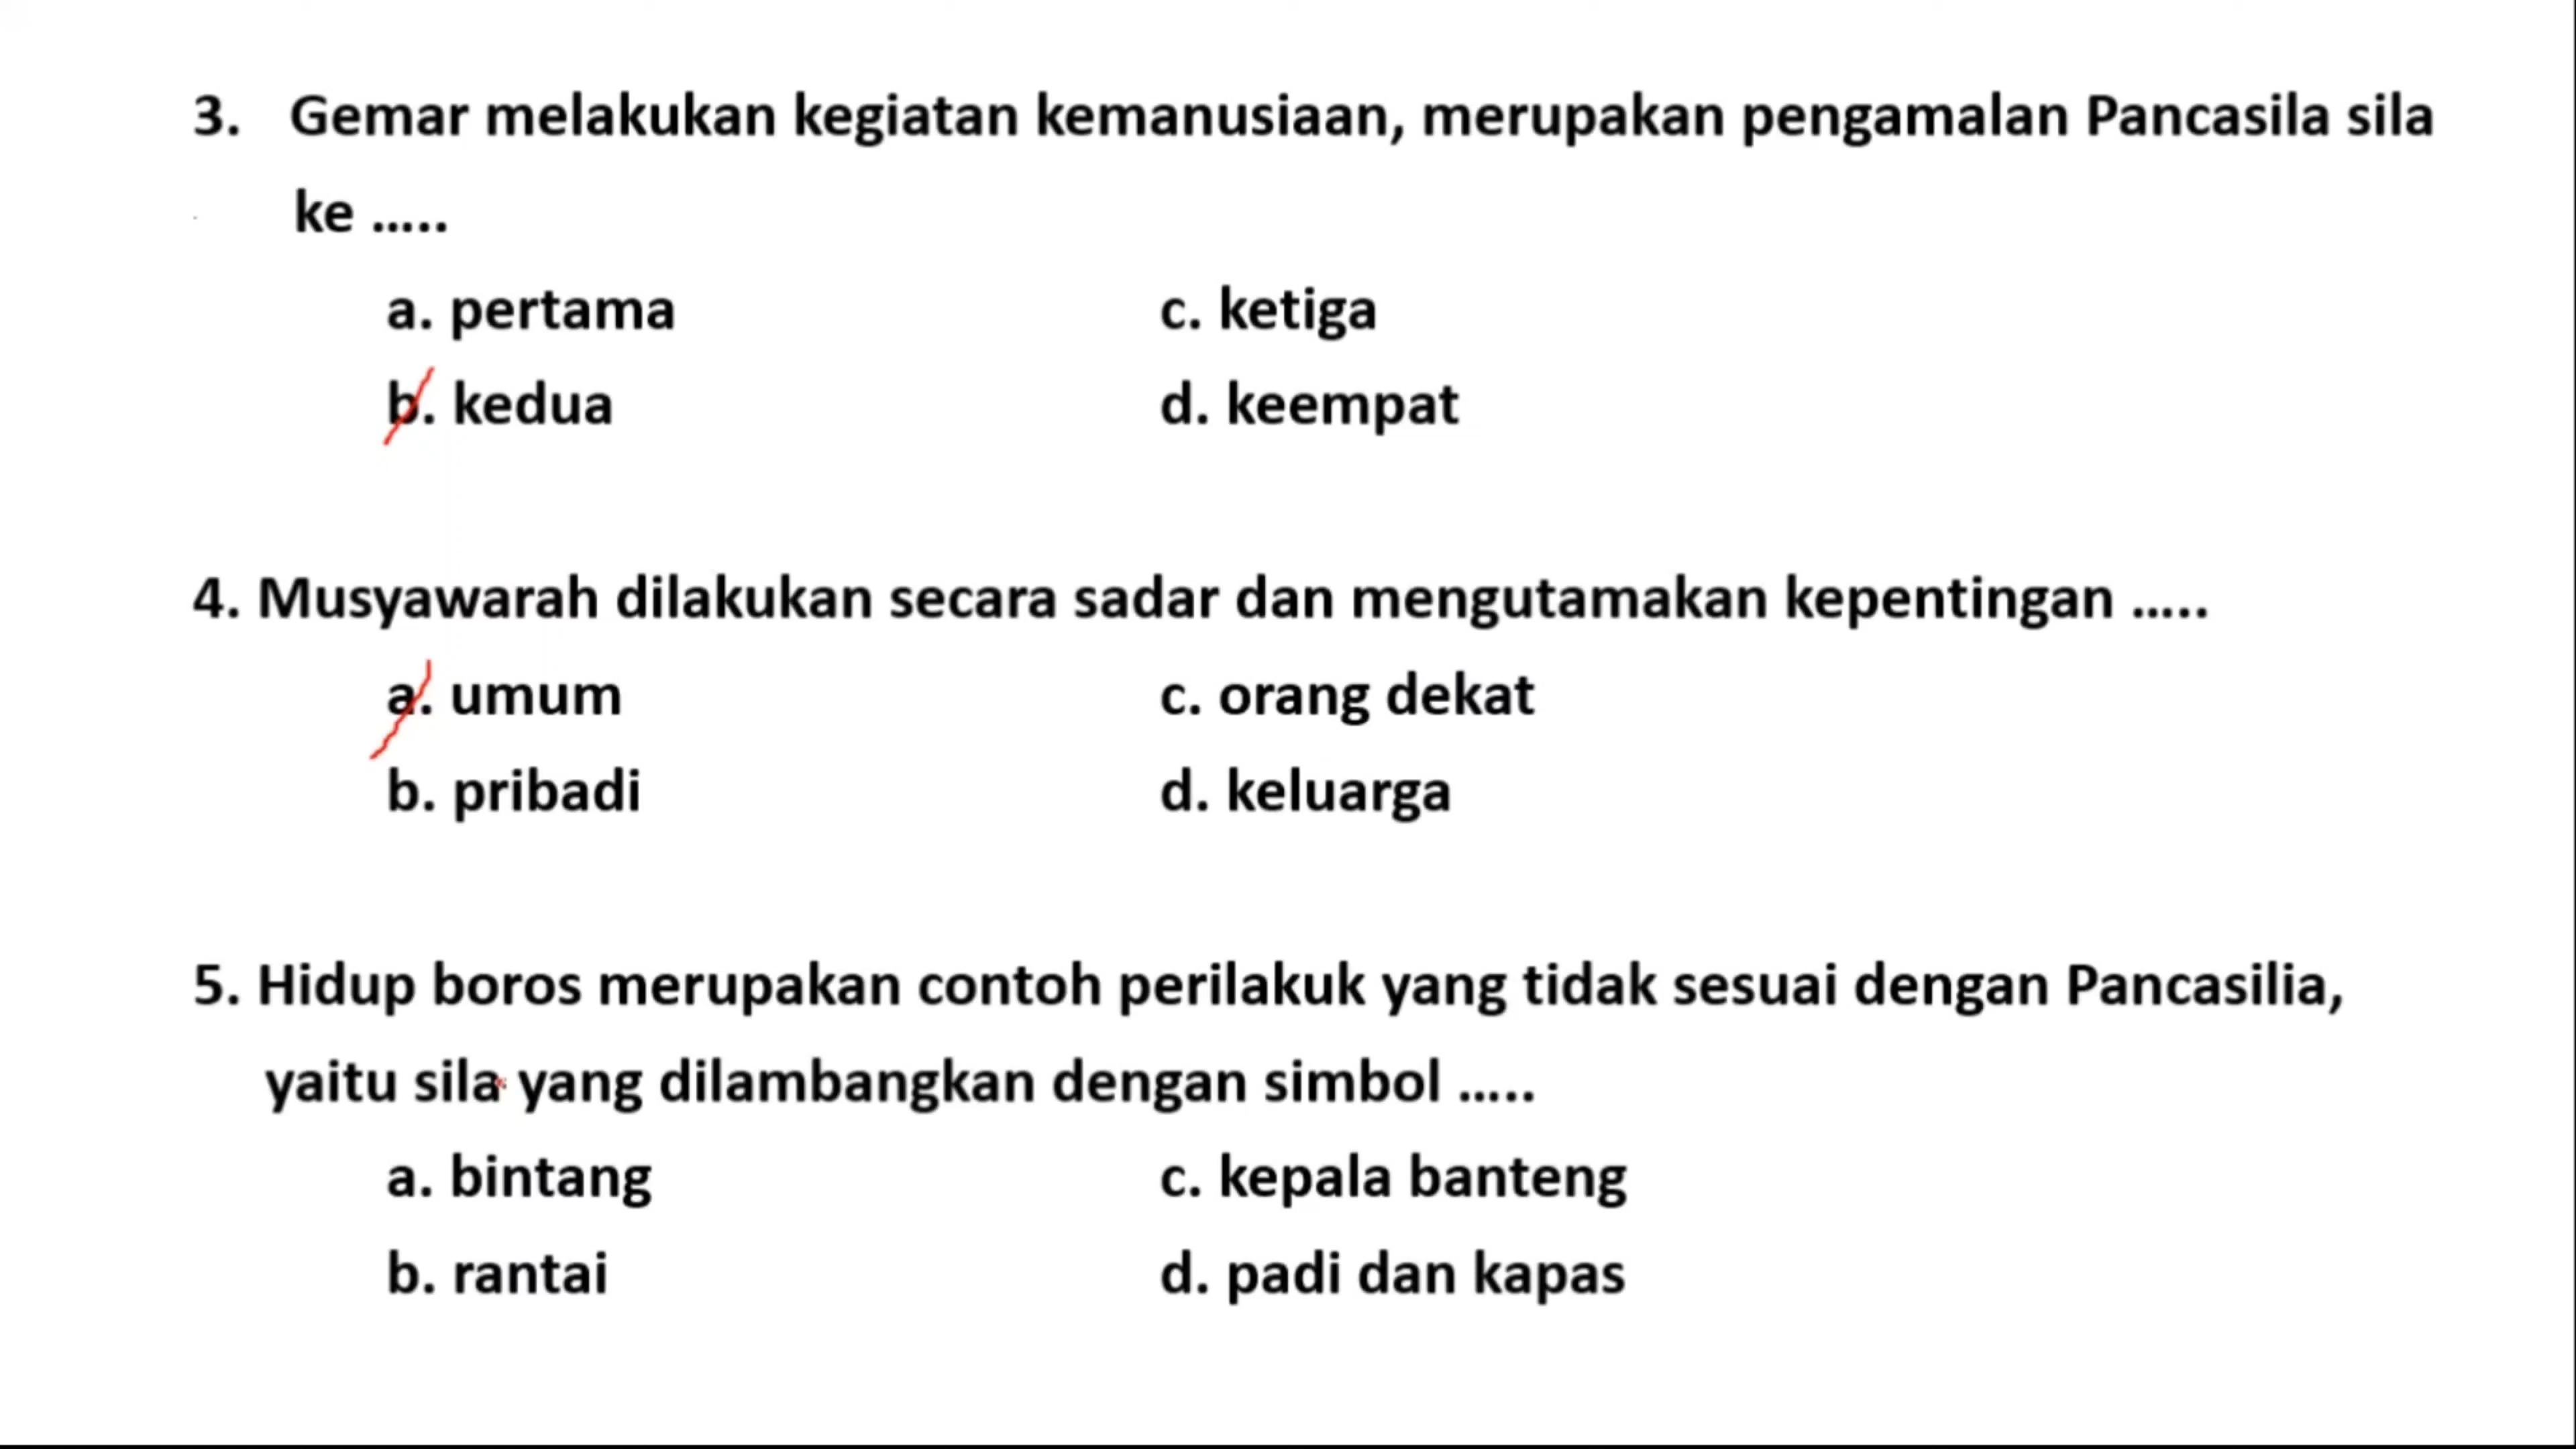 3. Gemar melakukan kegiatan kemanusiaan, merupakan pengamalan Pancasila sila
ke .....
a. pertama
c. ketiga
b. kedua
d. keempat
4. Musyawarah dilakukan secara sadar dan mengutamakan kepentingan .....
a. umum
c. orang dekat
b. pribadi
d. keluarga
5. Hidup boros merupakan contoh perilakuk yang tidak sesuai dengan Pancasilia,
yaitu sila yang dilambangkan dengan simbol .....
a. bintang
c. kepala banteng
b. rantai
d. padi dan kapas